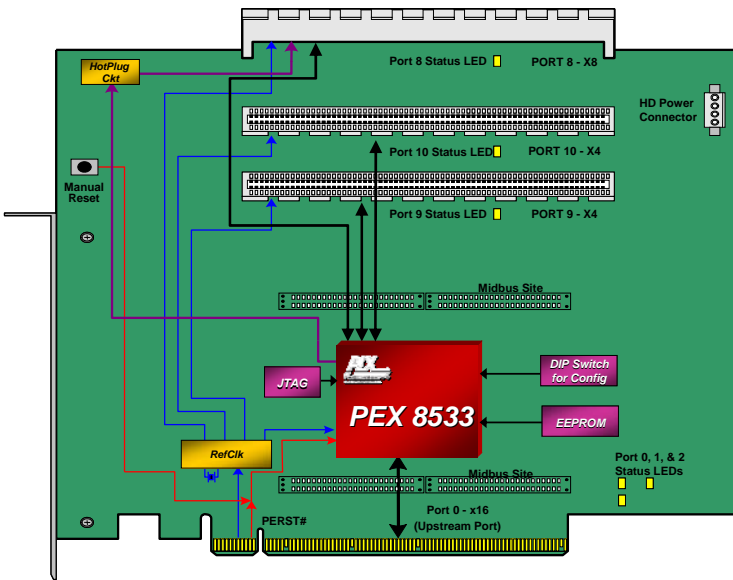 HotPlug
Ckt
Port 8 Status LED
PORT 8 - X8
HD Power
Connector
Port 10 Status LED
PORT 10 - X4
Manual
Reset
Port 9 Status LED
PORT 9 - X4
Midbus Site
PLX
JTAG
PEX 8533
DIP Switch
for Config
EEPROM
RefClk
Midbus Site
Port 0, 1, & 2
Status LEDs
PERST#
Port 0 - x16
(Upstream Port)